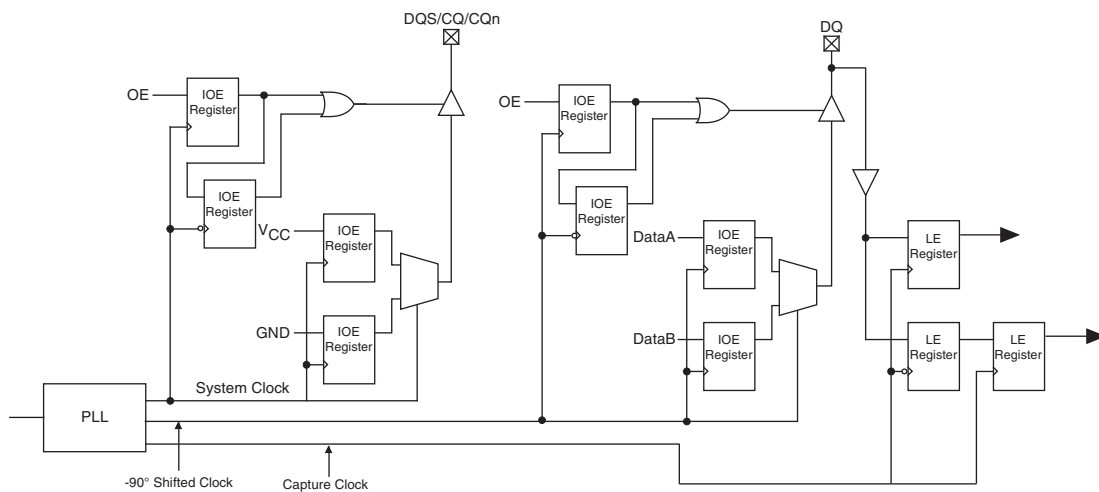 DQS/CQ/CQn
DQ
OE
IOE
Register
OE
IOE
Register
IOE
Register
IOE
Register
VCC
IOE
Register
DataA
IOE
Register
LE
Register
GND
IOE
Register
DataB
IOE
Register
LE
Register
LE
Register
System Clock
PLL
-90° Shifted Clock
Capture Clock